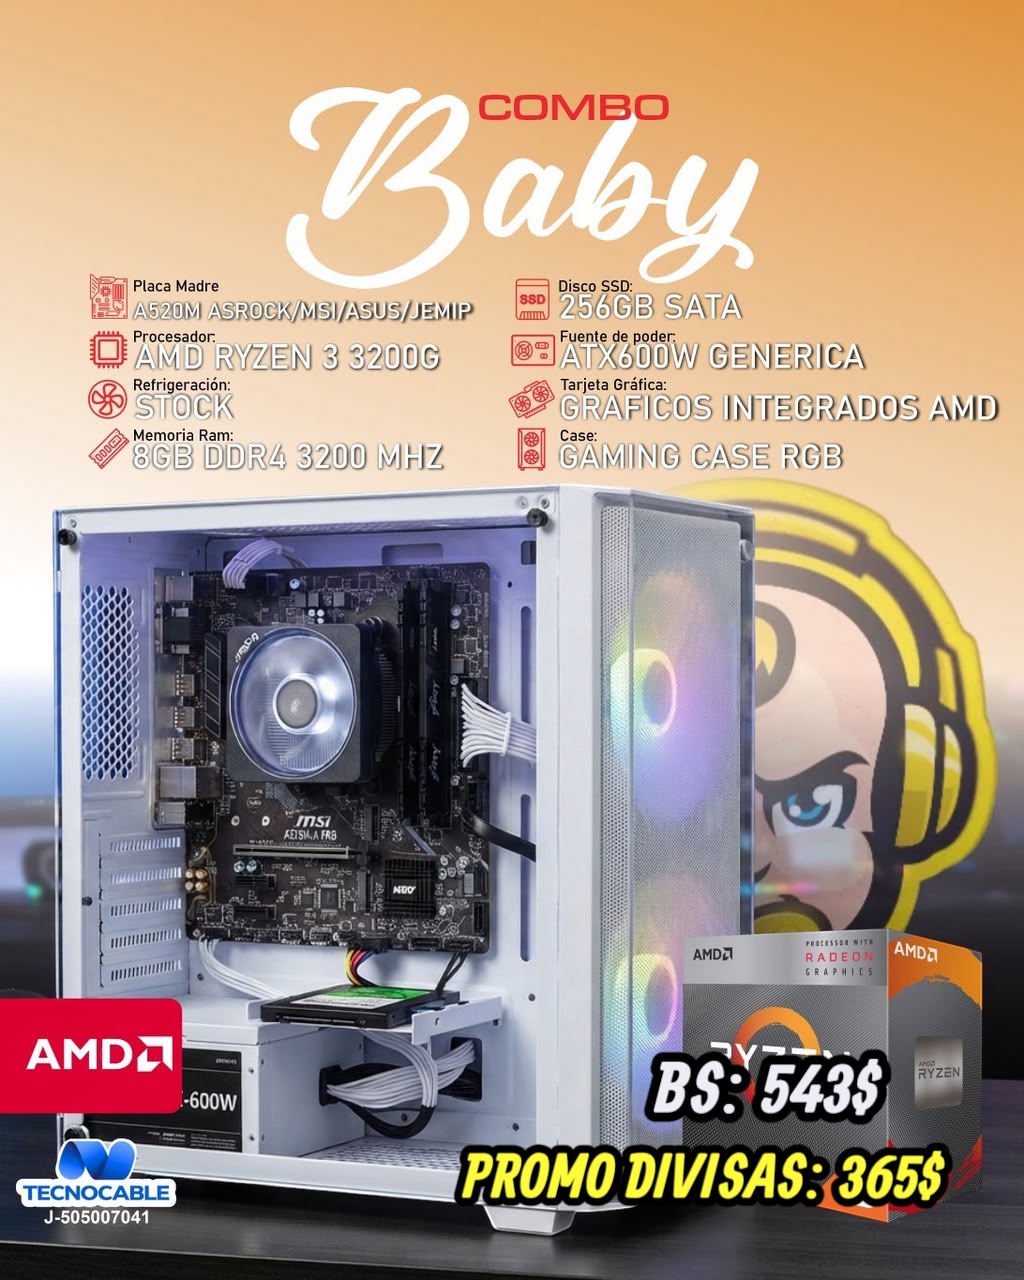 COMBO
Baby
Placa Madre
A520M ASROCK/MSI/ASUS/JEMIP
Procesador:
AMD RYZEN 3 3200G
Refrigeración:
STOCK
Memoria Ram:
8GB DDR4 3200 MHZ
Disco SSD:
SSD
256GB SATA
Fuente de poder:
ATX600W GENERICA
Tarjeta Gráfica:
GRAFICOS INTEGRADOS AMD
Case:
GAMING CASE RGB
msi
AMD
PROCESSOR WITH
RADEON
GRAPHICS
AMD
RYZEN
AMD
RYZEN
AMD
-600W
BS: 543$
PROMO DIVISAS: 365$
TECNOCABLE
J-505007041